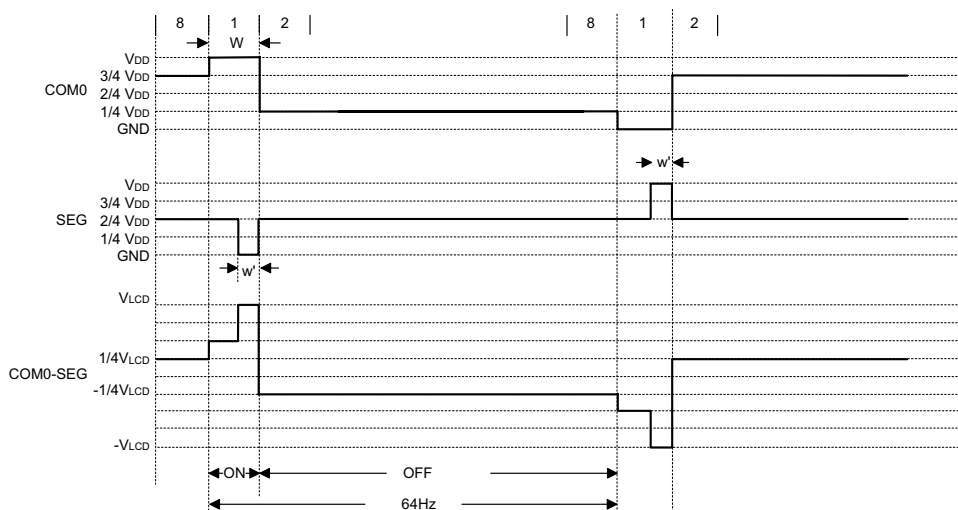 8 1 2 8 1 2
W
VDD
3/4 VDD
COM0
2/4 VDD
1/4 VDD
GND
w'
VDD
3/4 VDD
SEG
2/4 VDD
1/4 VDD
GND
w'
VLCD
1/4VLCD
COM0-SEG
-1/4VLCD
-VLCD
ON OFF
64Hz